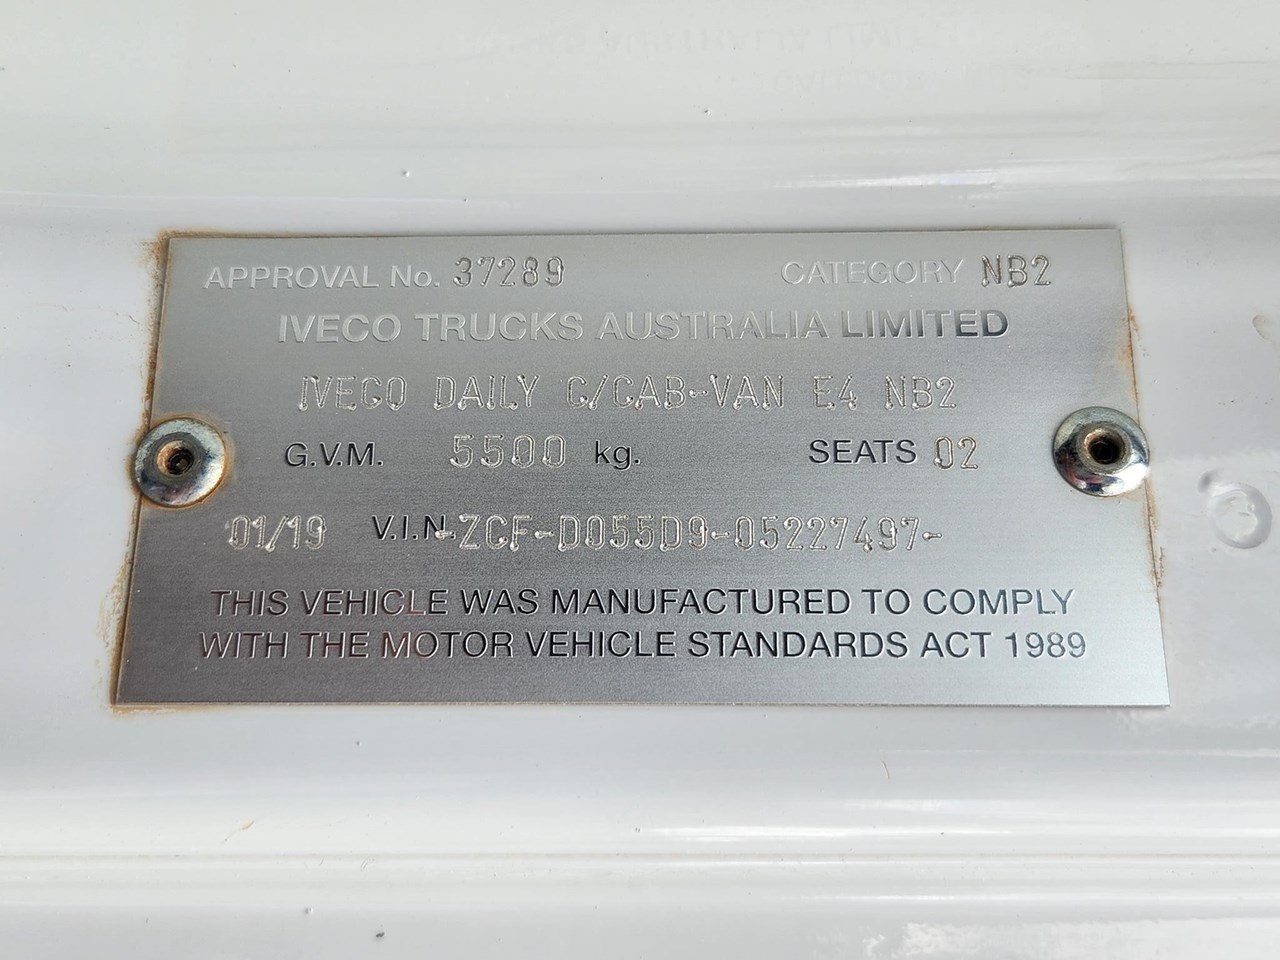 APPROVAL No. 37289 CATEGORY NB2
IVECO TRUCKS AUSTRALIA LIMITED
IVECO DAILY C/CAB-VAN E4 NB2
G.V.M. 5500 kg. SEATS 02
01/19 V.I.N. -ZCF-D055D9-05227497-
THIS VEHICLE WAS MANUFACTURED TO COMPLY
WITH THE MOTOR VEHICLE STANDARDS ACT 1989